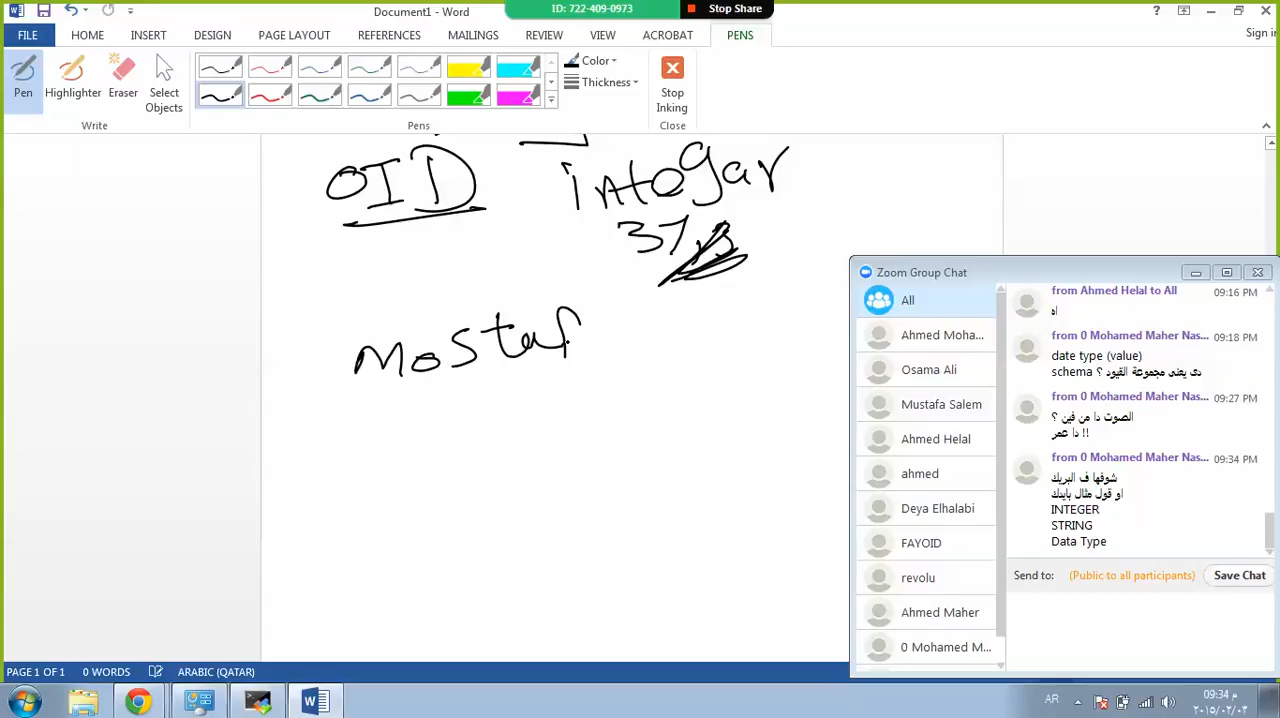 Document1 - Word
ID: 722-409-0973
Stop Share
?
Sign in
FILE
HOME
INSERT
DESIGN
PAGE LAYOUT
REFERENCES
MAILINGS
REVIEW
VIEW
ACROBAT
PENS
Pen
Highlighter
Eraser
Select Objects
Color
Thickness
Stop Inking
Write
Pens
Close
OID
integar
37
mostaf
Zoom Group Chat
All
Ahmed Moha...
Osama Ali
Mustafa Salem
Ahmed Helal
ahmed
Deya Elhalabi
FAYOID
revolu
Ahmed Maher
0 Mohamed M...
from Ahmed Helal to All 09:16 PM
اه
from 0 Mohamed Maher Nas... 09:18 PM
date type (value)
schema دى يعنى مجموعة القيود ؟
from 0 Mohamed Maher Nas... 09:27 PM
الصوت دا من فين ؟
دا عمر !!
from 0 Mohamed Maher Nas... 09:34 PM
شوفها ف البريك
او قول مثال بايدك
INTEGER
STRING
Data Type
Send to: (Public to all participants) Save Chat
PAGE 1 OF 1
0 WORDS
ARABIC (QATAR)
AR
09:34 م
٢٠١٥/٠٢/٠٣